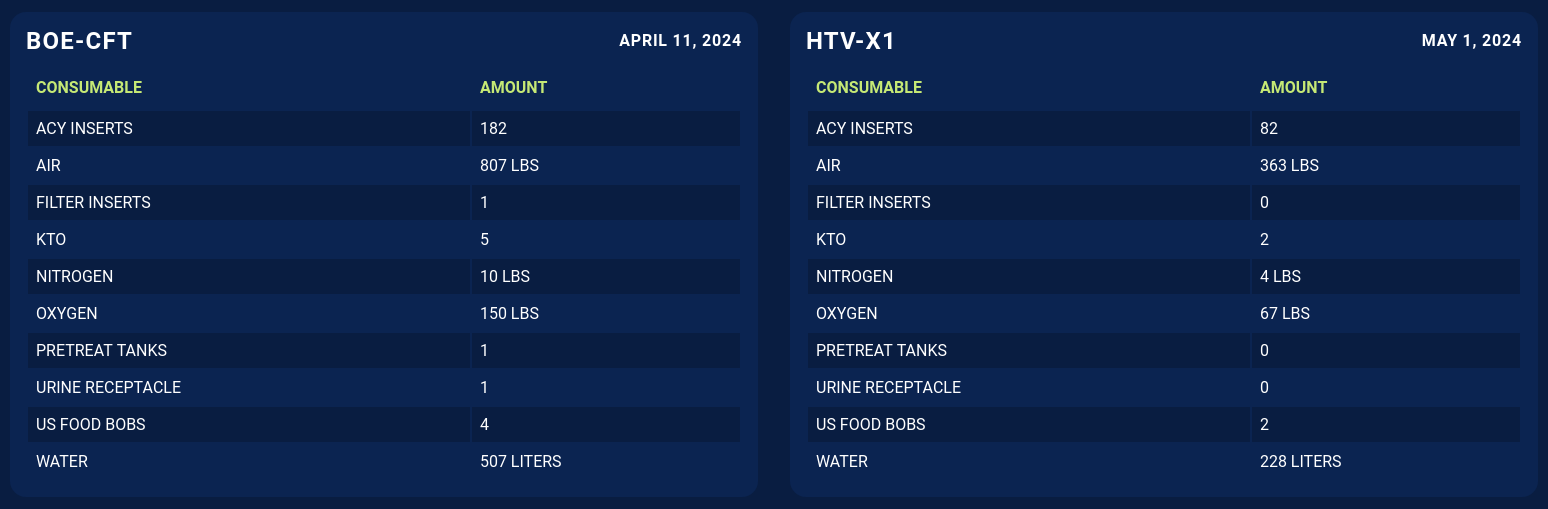 BOE-CFT APRIL 11, 2024
CONSUMABLE AMOUNT
ACY INSERTS 182
AIR 807 LBS
FILTER INSERTS 1
KTO 5
NITROGEN 10 LBS
OXYGEN 150 LBS
PRETREAT TANKS 1
URINE RECEPTACLE 1
US FOOD BOBS 4
WATER 507 LITERS
HTV-X1 MAY 1, 2024
CONSUMABLE AMOUNT
ACY INSERTS 82
AIR 363 LBS
FILTER INSERTS 0
KTO 2
NITROGEN 4 LBS
OXYGEN 67 LBS
PRETREAT TANKS 0
URINE RECEPTACLE 0
US FOOD BOBS 2
WATER 228 LITERS